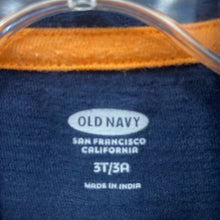 OLD NAVY
SAN FRANCISCO
CALIFORNIA
3T/3A
MADE IN INDIA